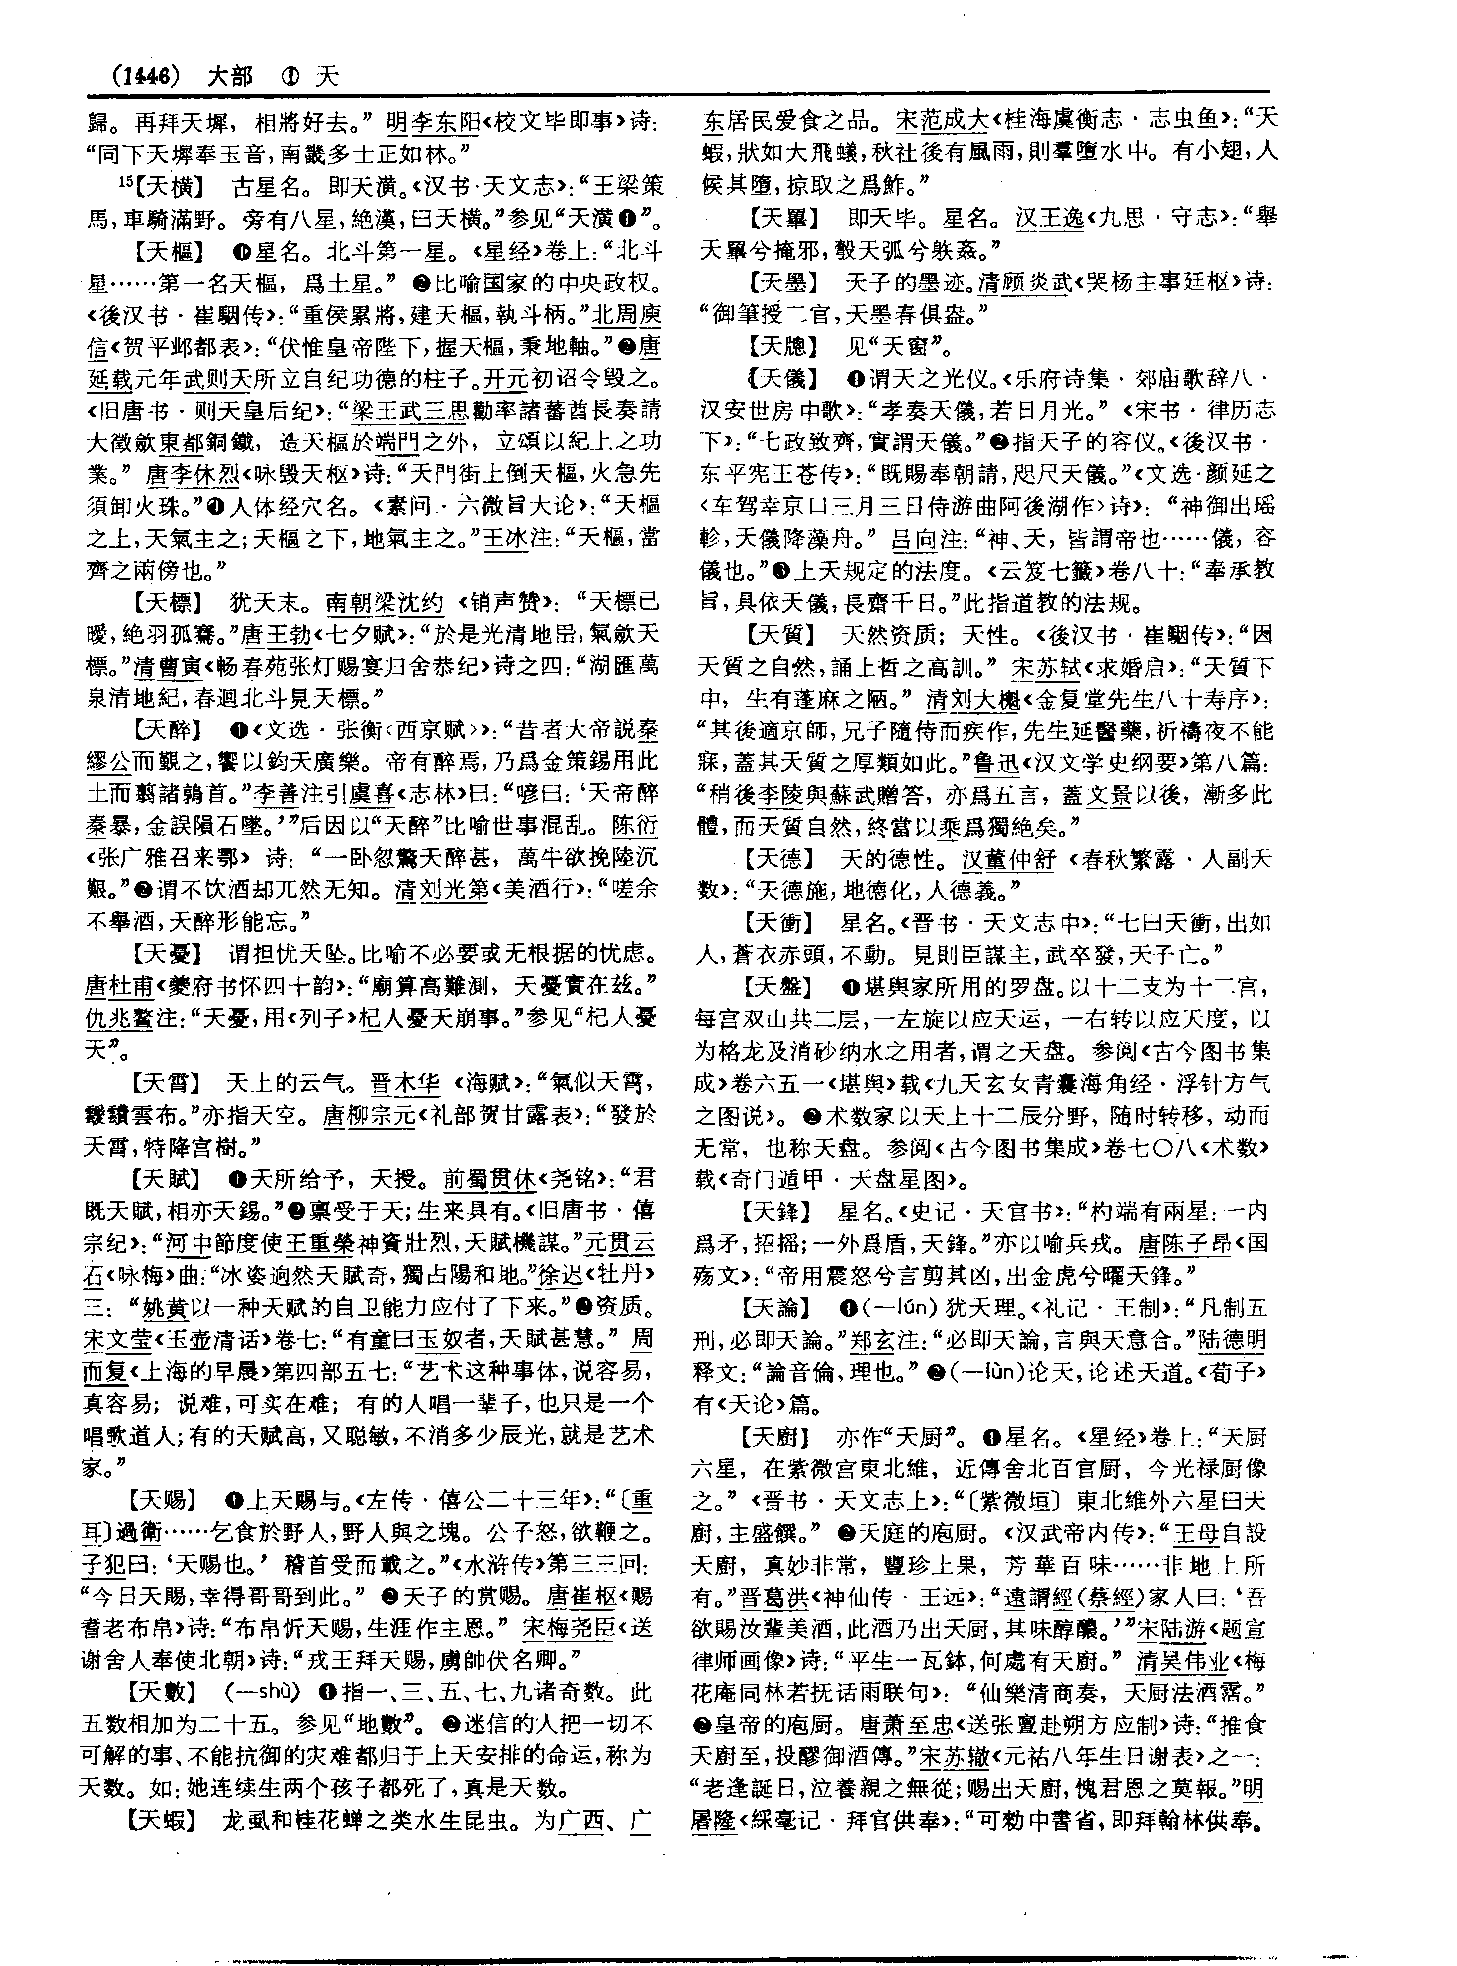 (1446) 大部 ① 天
歸。再拜天墀，相將好去。”明李东阳《校文毕即事》诗：
“同下天墀奉玉音，南畿多士正如林。”
15【天横】 古星名。即天潢。《汉书·天文志》：“王梁策
馬，車騎滿野。旁有八星，絶漢，曰天横。”参见“天潢❶”。
【天樞】 ❶星名。北斗第一星。《星经》卷上：“北斗
星……第一名天樞，爲土星。” ❷比喻国家的中央政权。
《後汉书·崔駰传》：“重侯累將，建天樞，執斗柄。”北周庾
信《贺平邺都表》：“伏惟皇帝陛下，握天樞，秉地軸。”❸唐
延载元年武则天所立自纪功德的柱子。开元初诏令毁之。
《旧唐书·则天皇后纪》：“梁王武三思勸率諸蕃酋長奏請
大徵斂東都銅鐵，造天樞於端門之外，立頌以紀上之功
業。”唐李休烈《咏毁天枢》诗：“天門街上倒天樞，火急先
須卸火珠。”❹人体经穴名。《素问·六微旨大论》：“天樞
之上，天氣主之；天樞之下，地氣主之。”王冰注：“天樞，當
齊之兩傍也。”
【天標】 犹天末。南朝梁沈约《销声赞》：“天標已
曖，絶羽孤騫。”唐王勃《七夕赋》：“於是光清地岊，氣斂天
標。”清曹寅《畅春苑张灯赐宴归舍恭纪》诗之四：“湖匯萬
泉清地紀，春迴北斗見天標。”
【天醉】 ❶《文选·张衡〈西京赋〉》：“昔者大帝説秦
繆公而覲之，饗以鈞天廣樂。帝有醉焉，乃爲金策錫用此
土而翦諸鶉首。”李善注引虞喜《志林》曰：“喭曰：‘天帝醉
秦暴，金誤隕石墜。’”后因以“天醉”比喻世事混乱。陈衍
《张广雅召来鄂》诗：“一卧忽驚天醉甚，萬牛欲挽陸沉
艱。”❷谓不饮酒却兀然无知。清刘光第《美酒行》：“嗟余
不舉酒，天醉形能忘。”
【天憂】 谓担忧天坠。比喻不必要或无根据的忧虑。
唐杜甫《夔府书怀四十韵》：“廟算高難測，天憂實在兹。”
仇兆鳌注：“天憂，用《列子》杞人憂天崩事。”参见“杞人憂
天”。
【天霄】 天上的云气。晋木华《海赋》：“氣似天霄，
靉靅雲布。”亦指天空。唐柳宗元《礼部贺甘露表》：“發於
天霄，特降宫樹。”
【天賦】 ❶天所给予，天授。前蜀贯休《尧铭》：“君
既天賦，相亦天錫。”❷禀受于天；生来具有。《旧唐书·僖
宗纪》：“河中節度使王重榮神資壯烈，天賦機謀。”元贯云
石《咏梅》曲：“冰姿迥然天賦奇，獨占陽和地。”徐迟《牡丹》
三：“姚黄以一种天赋的自卫能力应付了下来。”❸资质。
宋文莹《玉壶清话》卷七：“有童曰玉奴者，天賦甚慧。”周
而复《上海的早晨》第四部五七：“艺术这种事体，说容易，
真容易；说难，可实在难；有的人唱一辈子，也只是一个
唱歌道人；有的天赋高，又聪敏，不消多少辰光，就是艺术
家。”
【天赐】 ❶上天赐与。《左传·僖公二十三年》：“〔重
耳〕過衛……乞食於野人，野人與之塊。公子怒，欲鞭之。
子犯曰：‘天賜也。’稽首受而載之。”《水浒传》第三三回：
“今日天賜，幸得哥哥到此。” ❷天子的赏赐。唐崔枢《赐
耆老布帛》诗：“布帛忻天赐，生涯作主恩。”宋梅尧臣《送
谢舍人奉使北朝》诗：“戎王拜天賜，虜帥伏名卿。”
【天數】 （—shù）❶指一、三、五、七、九诸奇数。此
五数相加为二十五。参见“地數”。❷迷信的人把一切不
可解的事、不能抗御的灾难都归于上天安排的命运，称为
天数。如：她连续生两个孩子都死了，真是天数。
【天蝦】 龙虱和桂花蝉之类水生昆虫。为广西、广
东居民爱食之品。宋范成大《桂海虞衡志·志虫鱼》：“天
蝦，狀如大飛蟻，秋社後有風雨，則羣墮水中。有小翅，人
候其墮，掠取之爲鮓。”
【天罼】 即天毕。星名。汉王逸《九思·守志》：“舉
天罼兮掩邪，彀天弧兮躲姦。”
【天墨】 天子的墨迹。清顾炎武《哭杨主事廷枢》诗：
“御筆授二官，天墨春俱盎。”
【天牕】 见“天窗”。
【天儀】 ❶谓天之光仪。《乐府诗集·郊庙歌辞八·
汉安世房中歌》：“孝奏天儀，若日月光。”《宋书·律历志
下》：“七政致齊，實謂天儀。”❷指天子的容仪。《後汉书·
东平宪王苍传》：“既賜奉朝請，咫尺天儀。”《文选·颜延之
〈车驾幸京口三月三日侍游曲阿後湖作〉诗》：“神御出瑶
軫，天儀降藻舟。”吕向注：“神、天，皆謂帝也……儀，容
儀也。”❸上天规定的法度。《云笈七籤》卷八十：“奉承教
旨，具依天儀，長齋千日。”此指道教的法规。
【天質】 天然资质；天性。《後汉书·崔駰传》：“因
天質之自然，誦上哲之高訓。”宋苏轼《求婚启》：“天質下
中，生有蓬麻之陋。”清刘大櫆《金复堂先生八十寿序》：
“其後適京師，兄子隨侍而疾作，先生延醫藥，祈禱夜不能
寐，蓋其天質之厚類如此。”鲁迅《汉文学史纲要》第八篇：
“稍後李陵與蘇武贈答，亦爲五言，蓋文景以後，漸多此
體，而天質自然，終當以乘爲獨絶矣。”
【天德】 天的德性。汉董仲舒《春秋繁露·人副天
数》：“天德施，地德化，人德義。”
【天衝】 星名。《晋书·天文志中》：“七曰天衝，出如
人，蒼衣赤頭，不動。見則臣謀主，武卒發，天子亡。”
【天盤】 ❶堪舆家所用的罗盘。以十二支为十二宫，
每宫双山共二层，一左旋以应天运，一右转以应天度，以
为格龙及消砂纳水之用者，谓之天盘。参阅《古今图书集
成》卷六五一《堪舆》载《九天玄女青囊海角经·浮针方气
之图说》。❷术数家以天上十二辰分野，随时转移，动而
无常，也称天盘。参阅《古今图书集成》卷七〇八《术数》
载《奇门遁甲·天盘星图》。
【天鋒】 星名。《史记·天官书》：“杓端有兩星：一内
爲矛，招摇；一外爲盾，天鋒。”亦以喻兵戎。唐陈子昂《国
殇文》：“帝用震怒兮言剪其凶，出金虎兮曜天鋒。”
【天論】 ❶（—lún）犹天理。《礼记·王制》：“凡制五
刑，必即天論。”郑玄注：“必即天論，言與天意合。”陆德明
释文：“論音倫，理也。” ❷（—lùn）论天，论述天道。《荀子》
有《天论》篇。
【天廚】 亦作“天厨”。❶星名。《星经》卷上：“天厨
六星，在紫微宫東北維，近傳舍北百官厨，今光禄厨像
之。”《晋书·天文志上》：“〔紫微垣〕東北維外六星曰天
廚，主盛饌。” ❷天庭的庖厨。《汉武帝内传》：“王母自設
天廚，真妙非常，豐珍上果，芳華百味……非地上所
有。”晋葛洪《神仙传·王远》：“遠謂經（蔡經）家人曰：‘吾
欲賜汝輩美酒，此酒乃出天厨，其味醇醲。’”宋陆游《题宣
律师画像》诗：“平生一瓦鉢，何處有天廚。”清吴伟业《梅
花庵同林若抚话雨联句》：“仙樂清商奏，天厨法酒霑。”
❸皇帝的庖厨。唐萧至忠《送张亶赴朔方应制》诗：“推食
天廚至，投醪御酒傳。”宋苏辙《元祐八年生日谢表》之一：
“老逢誕日，泣養親之無從；賜出天廚，愧君恩之莫報。”明
屠隆《綵毫记·拜官供奉》：“可勑中書省，即拜翰林供奉。